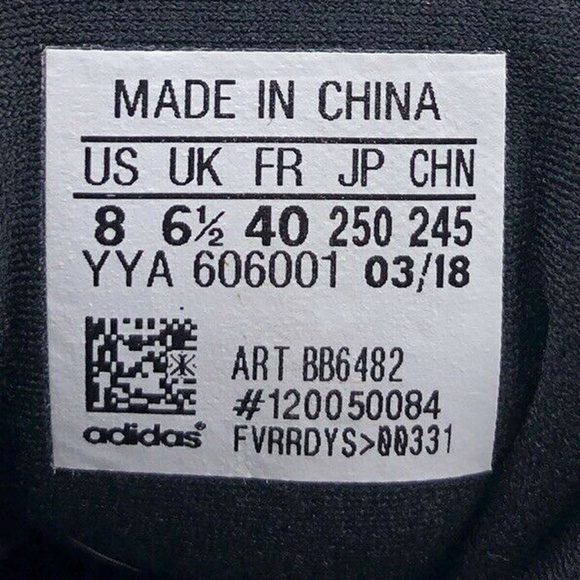 MADE IN CHINA
US UK FR JP CHN
8 6½ 40 250 245
YYA 606001 03/18
ART BB6482
#120050084
adidas®
FVRRDYS>00331